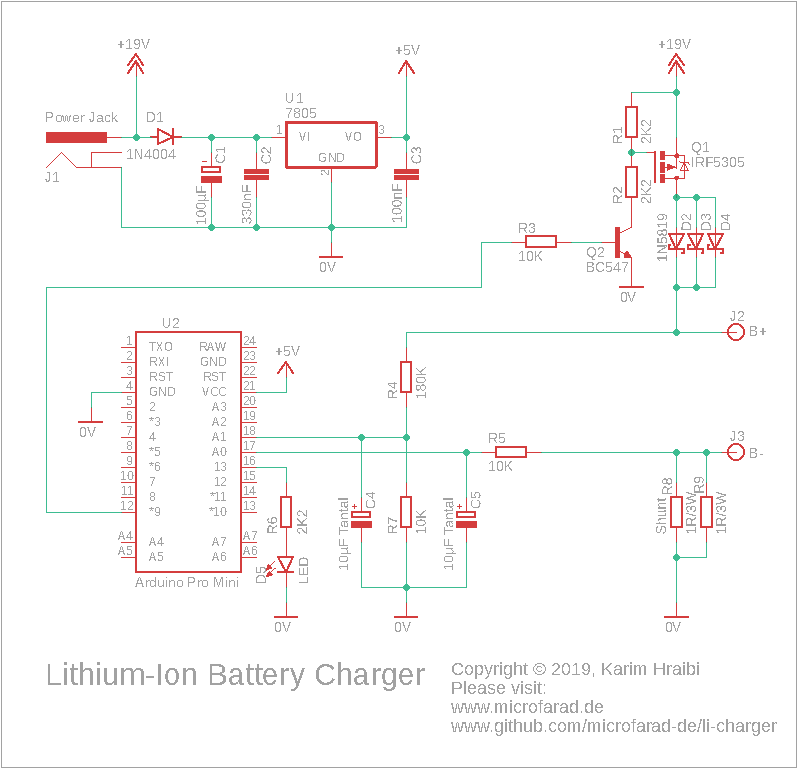 +19V
+5V
+19V
Power Jack
D1
1N4004
J1
U1
7805
1
VI
VO
3
GND
2
C1
100µF
C2
330nF
C3
100nF
0V
R1
2K2
R2
2K2
Q1
IRF5305
1N5819
D2
D3
D4
R3
10K
Q2
BC547
0V
J2
B+
U2
1 TXO RAW 24
2 RXI GND 23
3 RST RST 22
4 GND VCC 21
5 2 A3 20
6 *3 A2 19
7 4 A1 18
8 *5 A0 17
9 *6 13 16
10 7 12 15
11 8 *11 14
12 *9 *10 13
A4 A4 A7 A7
A5 A5 A6 A6
Arduino Pro Mini
+5V
0V
R4
180K
R5
10K
J3
B-
R6
2K2
D5
LED
0V
C4
10µF Tantal
+
R7
10K
C5
10µF Tantal
+
0V
R8
Shunt
1R/3W
R9
1R/3W
0V
Lithium-Ion Battery Charger
Copyright © 2019, Karim Hraibi
Please visit:
www.microfarad.de
www.github.com/microfarad-de/li-charger